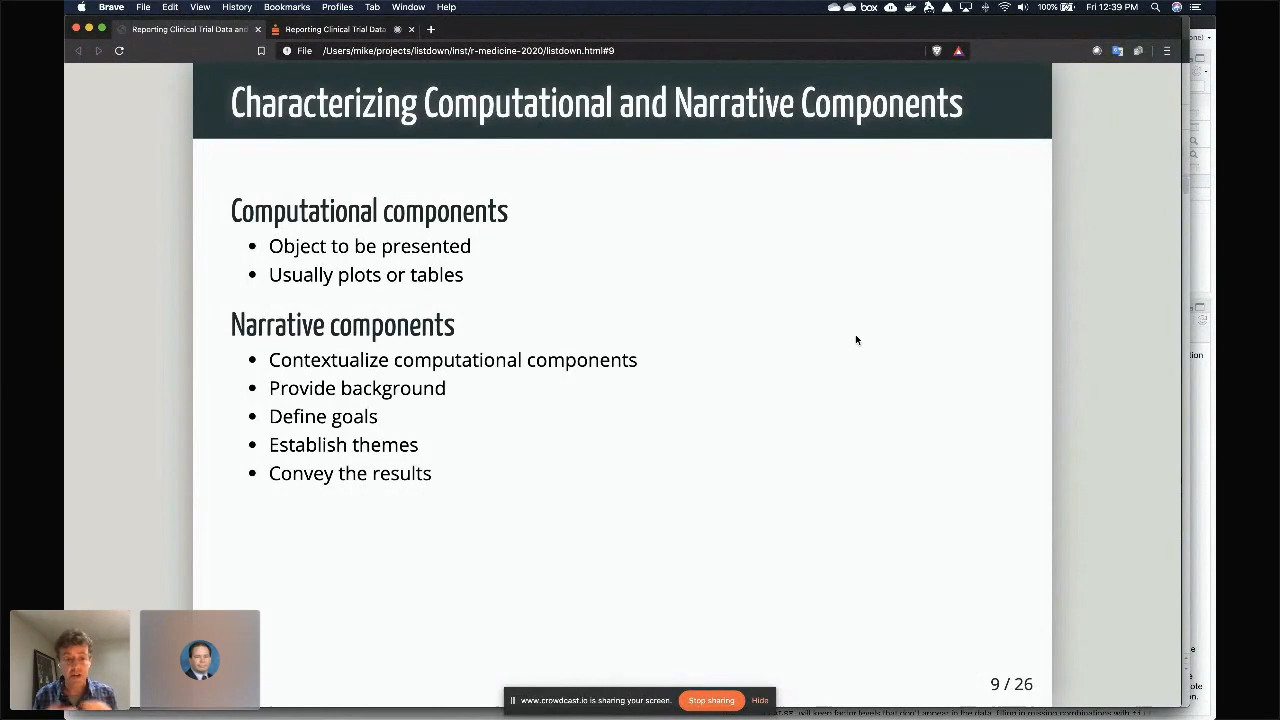 Brave File Edit View History Bookmarks Profiles Tab Window Help box 100% Fri 12:39 PM
Reporting Clinical Trial Data and Reporting Clinical Trial Data
File /Users/mike/projects/listdown/inst/r-medicine-2020/listdown.html#9
Characterizing Computational and Narrative Components
Computational components
• Object to be presented
• Usually plots or tables
Narrative components
• Contextualize computational components
• Provide background
• Define goals
• Establish themes
• Convey the results
9 / 26
www.crowdcast.io is sharing your screen. Stop sharing Hide